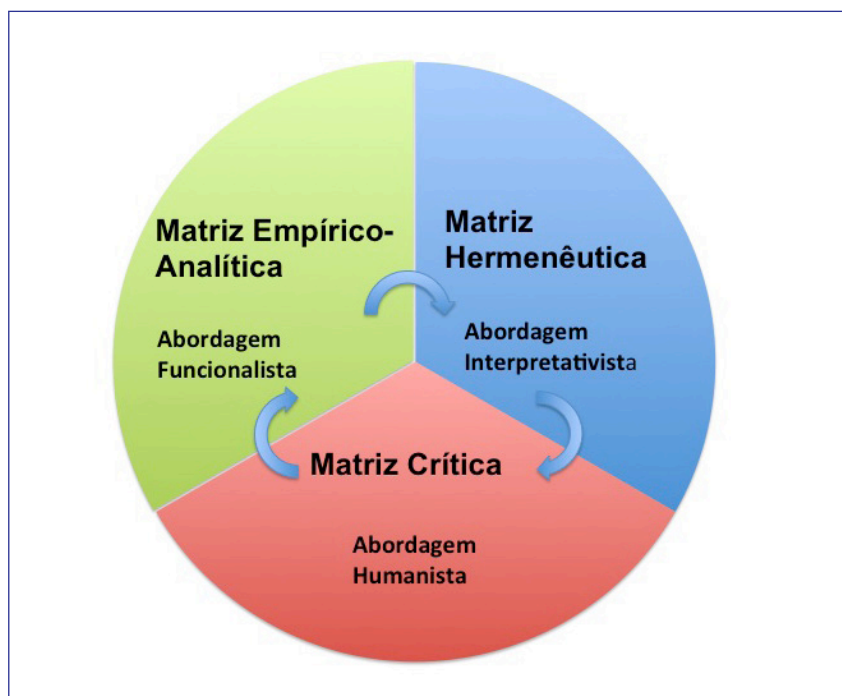 Matriz Empírico-
Analítica
Abordagem
Funcionalista
Matriz
Hermenêutica
Abordagem
Interpretativista
Matriz Crítica
Abordagem
Humanista